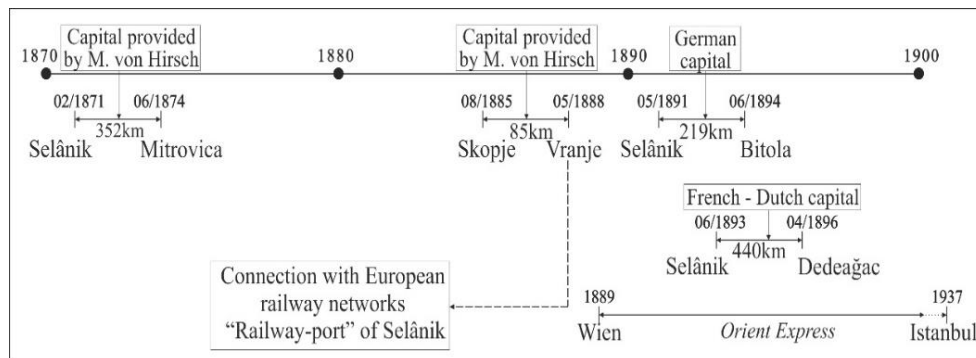 1870
Capital provided
by M. von Hirsch
1880
Capital provided
by M. von Hirsch
1890
German
capital
1900
02/1871
06/1874
352km
Selânik
Mitrovica
08/1885
05/1888
85km
Skopje
Vranje
05/1891
06/1894
219km
Selânik
Bitola
French - Dutch capital
06/1893
04/1896
440km
Selânik
Dedeağac
Connection with European
railway networks
“Railway-port” of Selânik
1889
1937
Wien
Orient Express
Istanbul